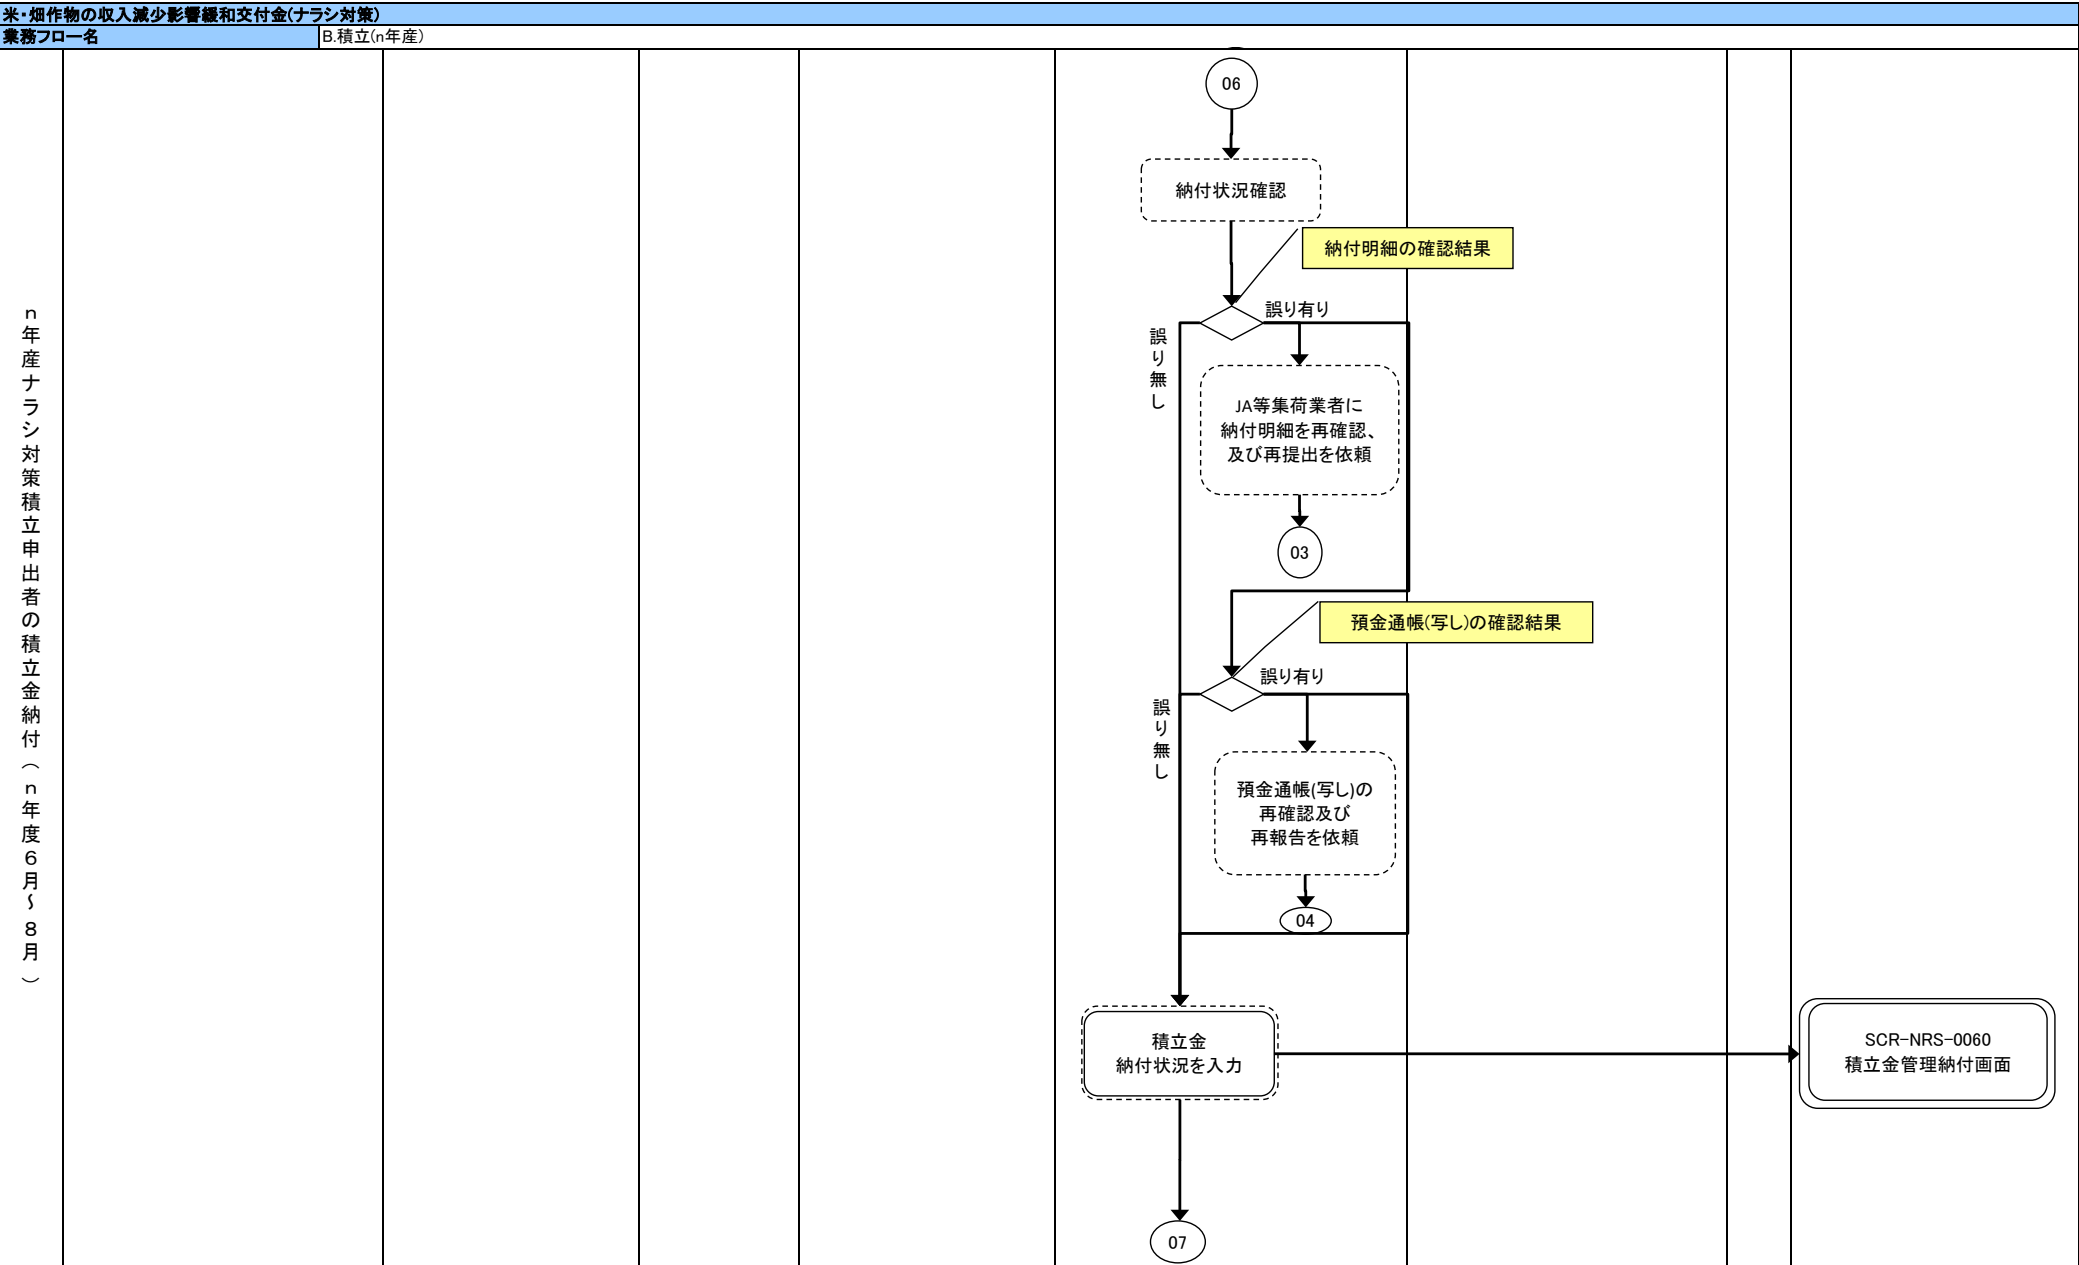 米・畑作物の収入減少影響緩和交付金(ナラシ対策)
業務フロー名
B.積立(n年産)
n年産ナラシ対策積立申出者の積立金納付(n年度6月~8月)
06
納付状況確認
納付明細の確認結果
誤り有り
誤り無し
JA等集荷業者に
納付明細を再確認、
及び再提出を依頼
03
預金通帳(写し)の確認結果
誤り有り
誤り無し
預金通帳(写し)の
再確認及び
再報告を依頼
04
積立金
納付状況を入力
SCR-NRS-0060
積立金管理納付画面
07